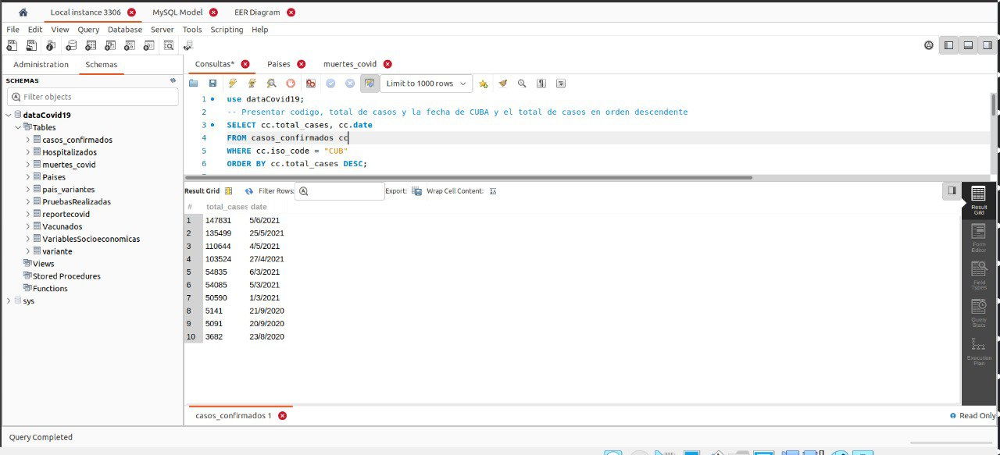 Local instance 3306 MySQL Model EER Diagram
File Edit View Query Database Server Tools Scripting Help
Administration Schemas
SCHEMAS
Filter objects
dataCovid19
Tables
casos_confirmados
Hospitalizados
muertes_covid
Paises
pais_variantes
PruebasRealizadas
reportecovid
Vacunados
VariablesSocioeconomicas
variante
Views
Stored Procedures
Functions
sys
Consultas* Paises muertes_covid
Limit to 1000 rows
1 use dataCovid19;
2 -- Presentar codigo, total de casos y la fecha de CUBA y el total de casos en orden descendente
3 SELECT cc.total_cases, cc.date
4 FROM casos_confirmados cc
5 WHERE cc.iso_code = "CUB"
6 ORDER BY cc.total_cases DESC;
Result Grid Filter Rows: Export: Wrap Cell Content:
# total_cases date
1 147831 5/6/2021
2 135499 25/5/2021
3 110644 4/5/2021
4 103524 27/4/2021
5 54835 6/3/2021
6 54085 5/3/2021
7 50590 1/3/2021
8 5141 21/9/2020
9 5091 20/9/2020
10 3682 23/8/2020
Result
Grid
Form
Editor
Field
Types
Query
Stats
Execution
Plan
casos_confirmados 1
Read Only
Query Completed